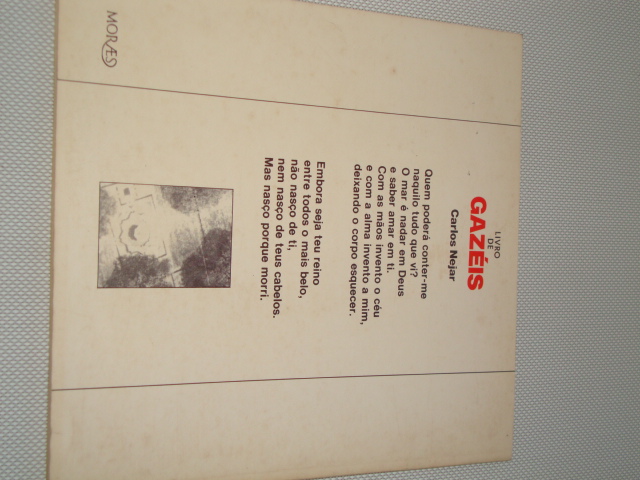 LIVRO
DE
GAZÉIS
Carlos Nejar
Quem poderá conter-me
naquilo tudo que vi?
O mar é nadar em Deus
e saber amar em ti.
Com as mãos invento o céu
e com a alma invento a mim,
deixando o corpo esquecer.
Embora seja teu reino
entre todos o mais belo,
não nasço de ti,
nem nasço de teus cabelos.
Mas nasço porque morri.
MORÆS